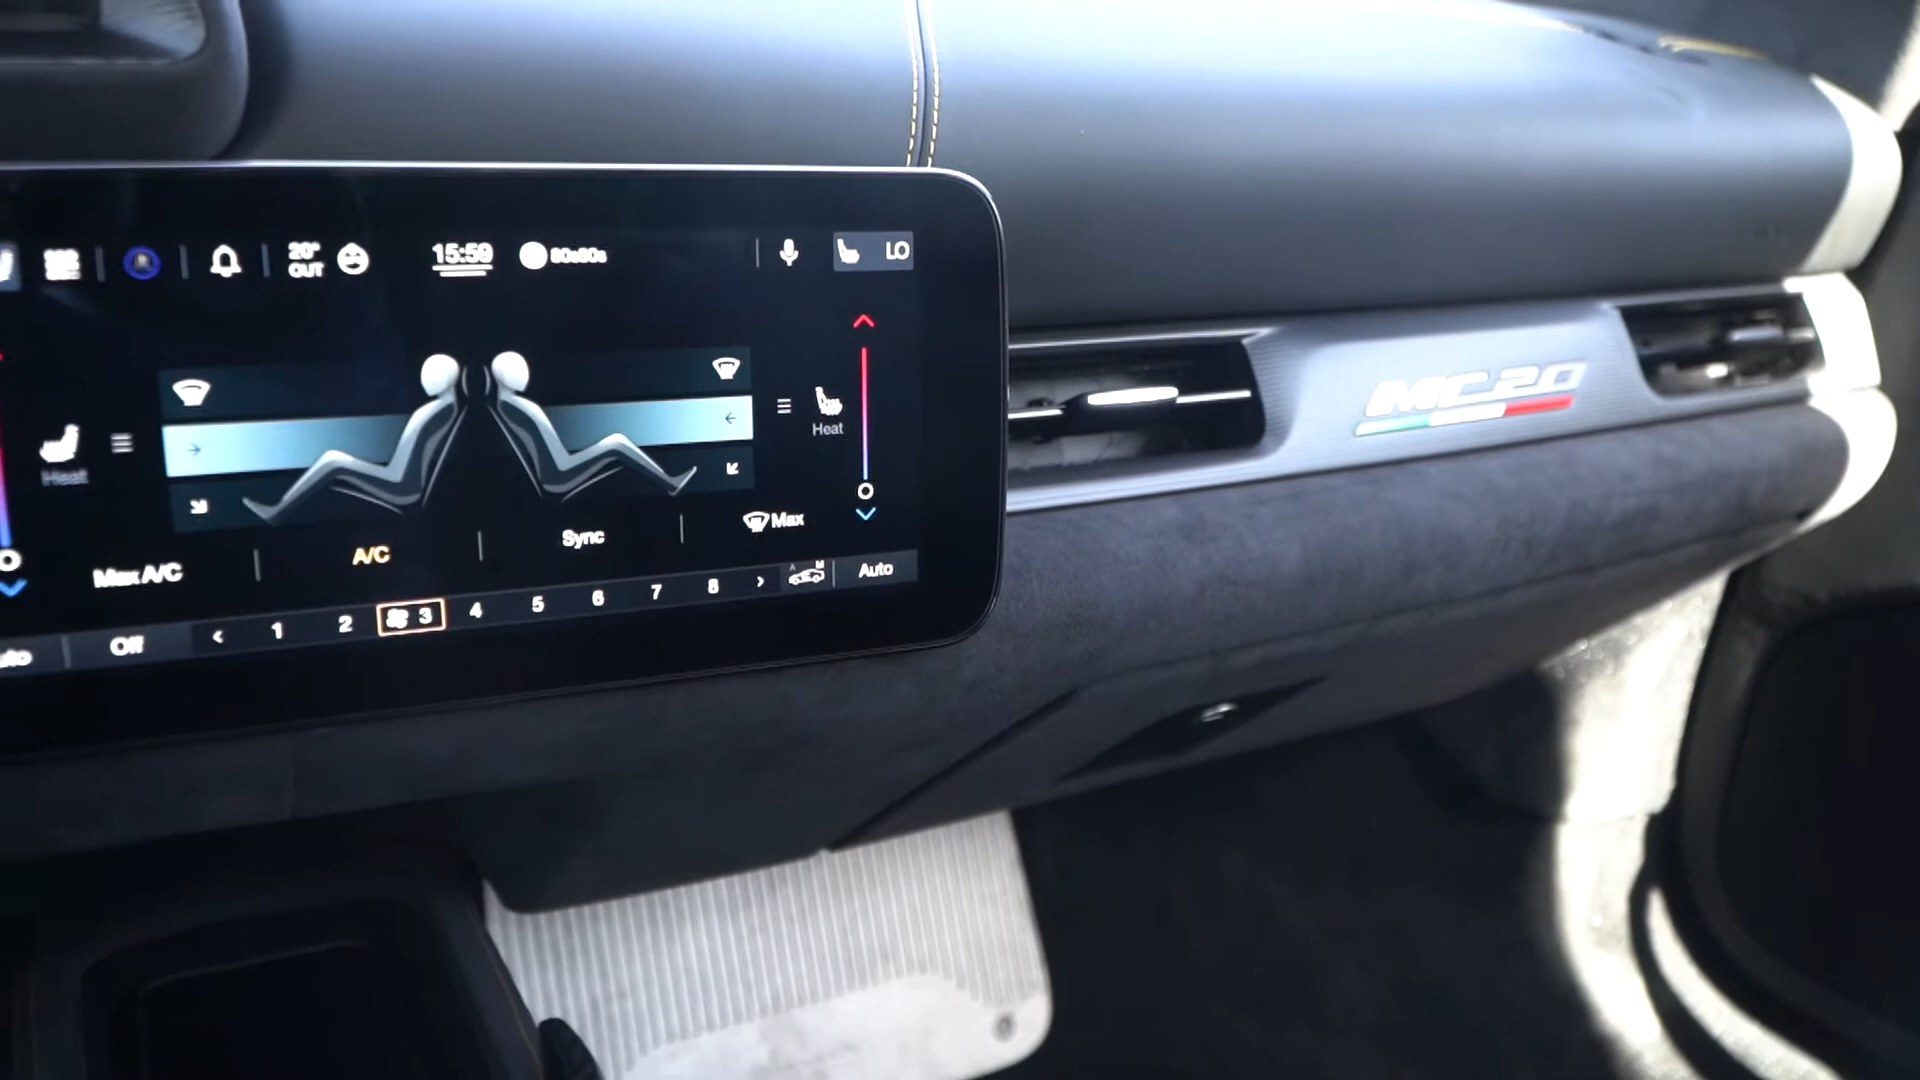 20° OUT
15:59
80s80s
LO
Heat
Heat
Max A/C
A/C
Sync
Max
Off
1 2 3 4 5 6 7 8
A M
Auto
MC20